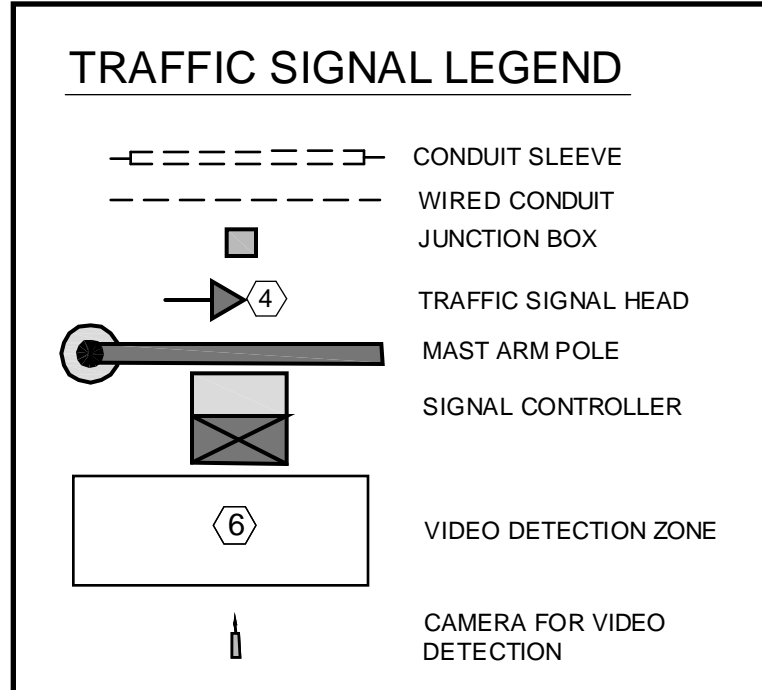 TRAFFIC SIGNAL LEGEND
CONDUIT SLEEVE
WIRED CONDUIT
JUNCTION BOX
4 TRAFFIC SIGNAL HEAD
MAST ARM POLE
SIGNAL CONTROLLER
6 VIDEO DETECTION ZONE
CAMERA FOR VIDEO
DETECTION